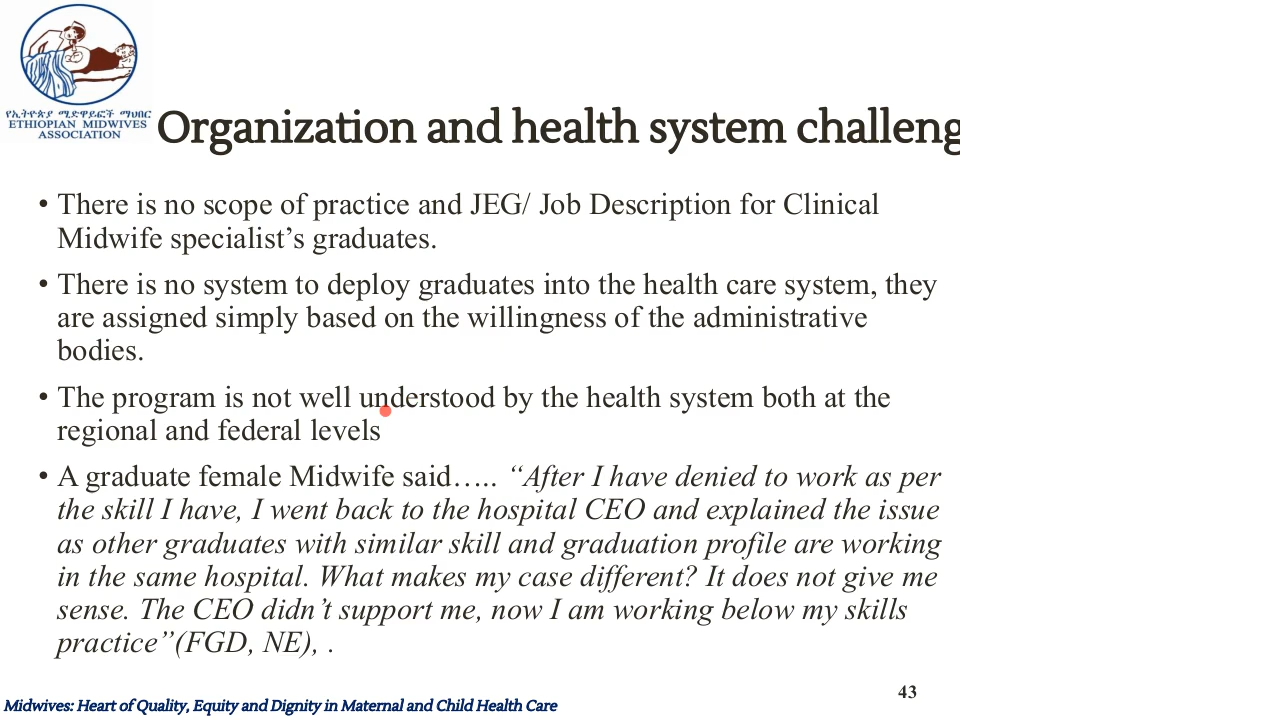 የኢትዮጵያ ሚድዋይፎች ማህበር
ETHIOPIAN MIDWIVES
ASSOCIATION
Organization and health system challeng
• There is no scope of practice and JEG/ Job Description for Clinical
Midwife specialist’s graduates.
• There is no system to deploy graduates into the health care system, they
are assigned simply based on the willingness of the administrative
bodies.
• The program is not well understood by the health system both at the
regional and federal levels
• A graduate female Midwife said….. “After I have denied to work as per
the skill I have, I went back to the hospital CEO and explained the issue
as other graduates with similar skill and graduation profile are working
in the same hospital. What makes my case different? It does not give me
sense. The CEO didn’t support me, now I am working below my skills
practice”(FGD, NE), .
43
Midwives: Heart of Quality, Equity and Dignity in Maternal and Child Health Care